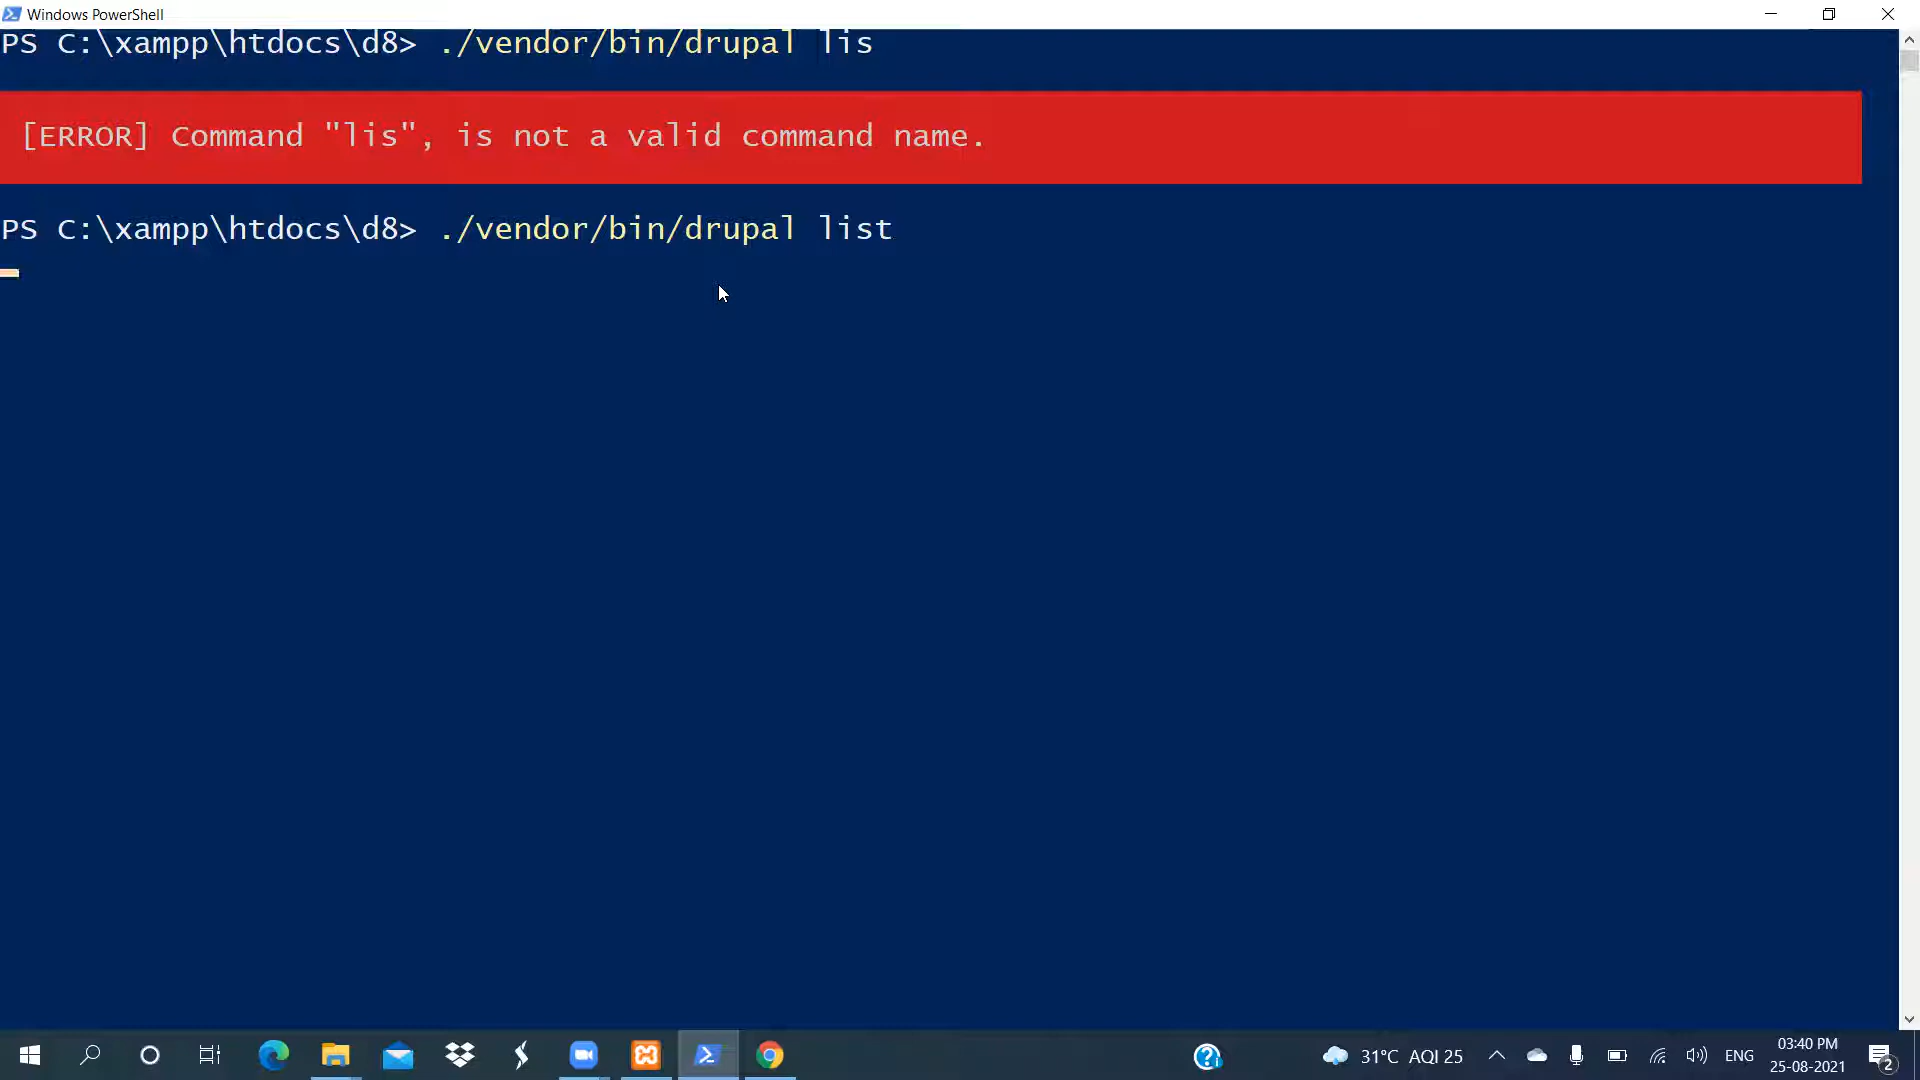 Windows PowerShell
PS C:\xampp\htdocs\d8> ./vendor/bin/drupal lis
[ERROR] Command "lis", is not a valid command name.
PS C:\xampp\htdocs\d8> ./vendor/bin/drupal list
31°C AQI 25
ENG
03:40 PM
25-08-2021
2